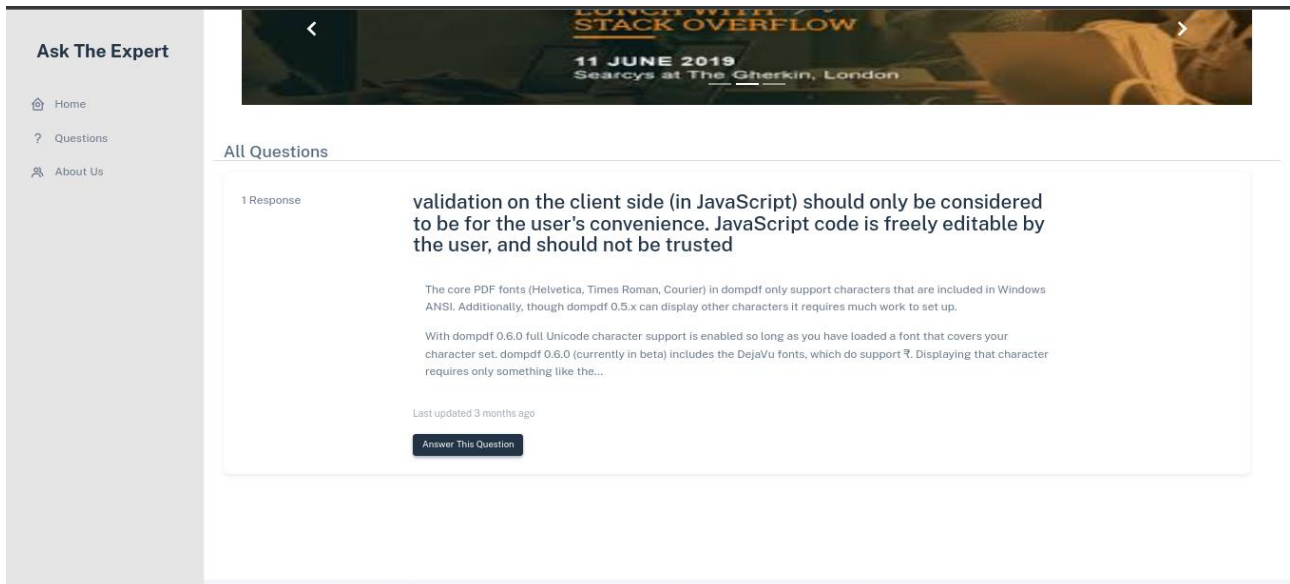 LUNCH WITH
STACK OVERFLOW
11 JUNE 2019
Searcys at The Gherkin, London
Ask The Expert
Home
? Questions
About Us
All Questions
1 Response
validation on the client side (in JavaScript) should only be considered
to be for the user's convenience. JavaScript code is freely editable by
the user, and should not be trusted
The core PDF fonts (Helvetica, Times Roman, Courier) in dompdf only support characters that are included in Windows
ANSI. Additionally, though dompdf 0.5.x can display other characters it requires much work to set up.
With dompdf 0.6.0 full Unicode character support is enabled so long as you have loaded a font that covers your
character set. dompdf 0.6.0 (currently in beta) includes the DejaVu fonts, which do support ₹. Displaying that character
requires only something like the...
Last updated 3 months ago
Answer This Question